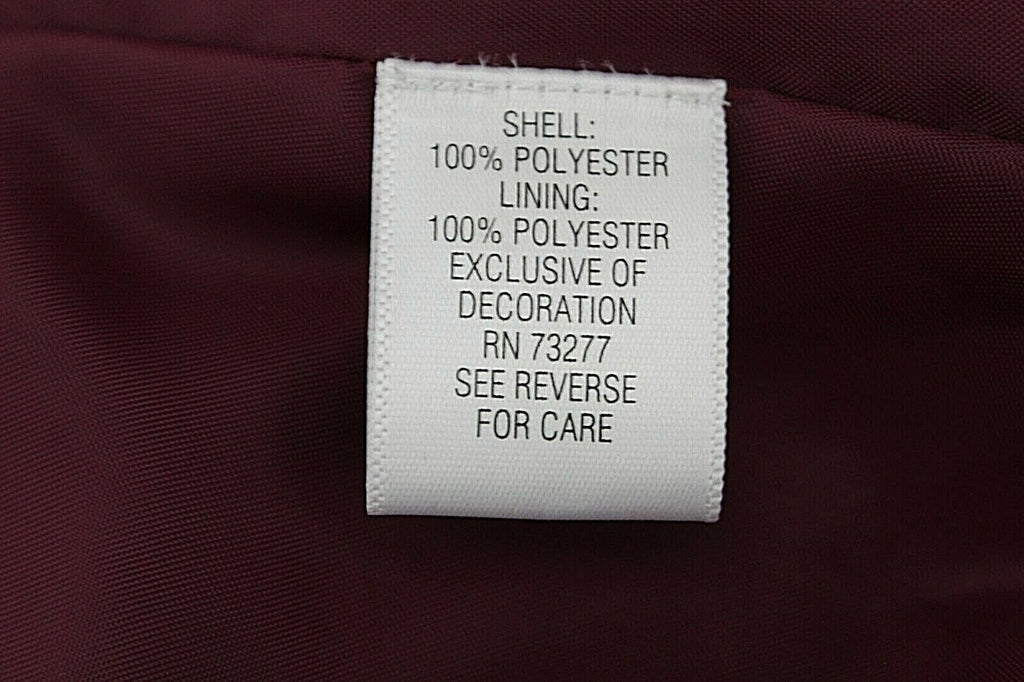 SHELL:
100% POLYESTER
LINING:
100% POLYESTER
EXCLUSIVE OF
DECORATION
RN 73277
SEE REVERSE
FOR CARE